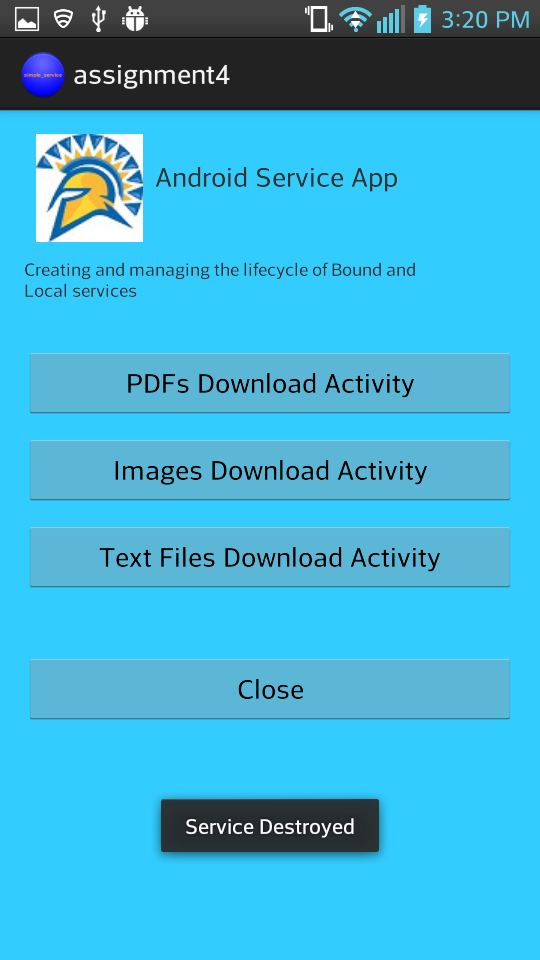 3:20 PM
simple_service
assignment4
Android Service App
Creating and managing the lifecycle of Bound and
Local services
PDFs Download Activity
Images Download Activity
Text Files Download Activity
Close
Service Destroyed